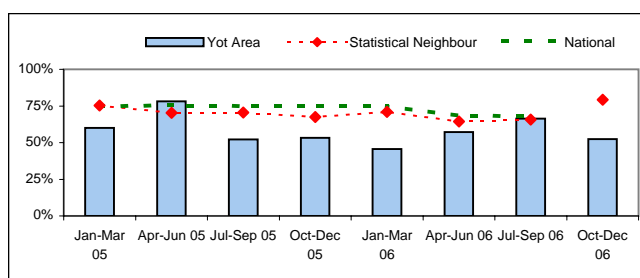 Yot Area Statistical Neighbour National
100%
75%
50%
25%
0%
Jan-Mar 05 Apr-Jun 05 Jul-Sep 05 Oct-Dec 05 Jan-Mar 06 Apr-Jun 06 Jul-Sep 06 Oct-Dec 06